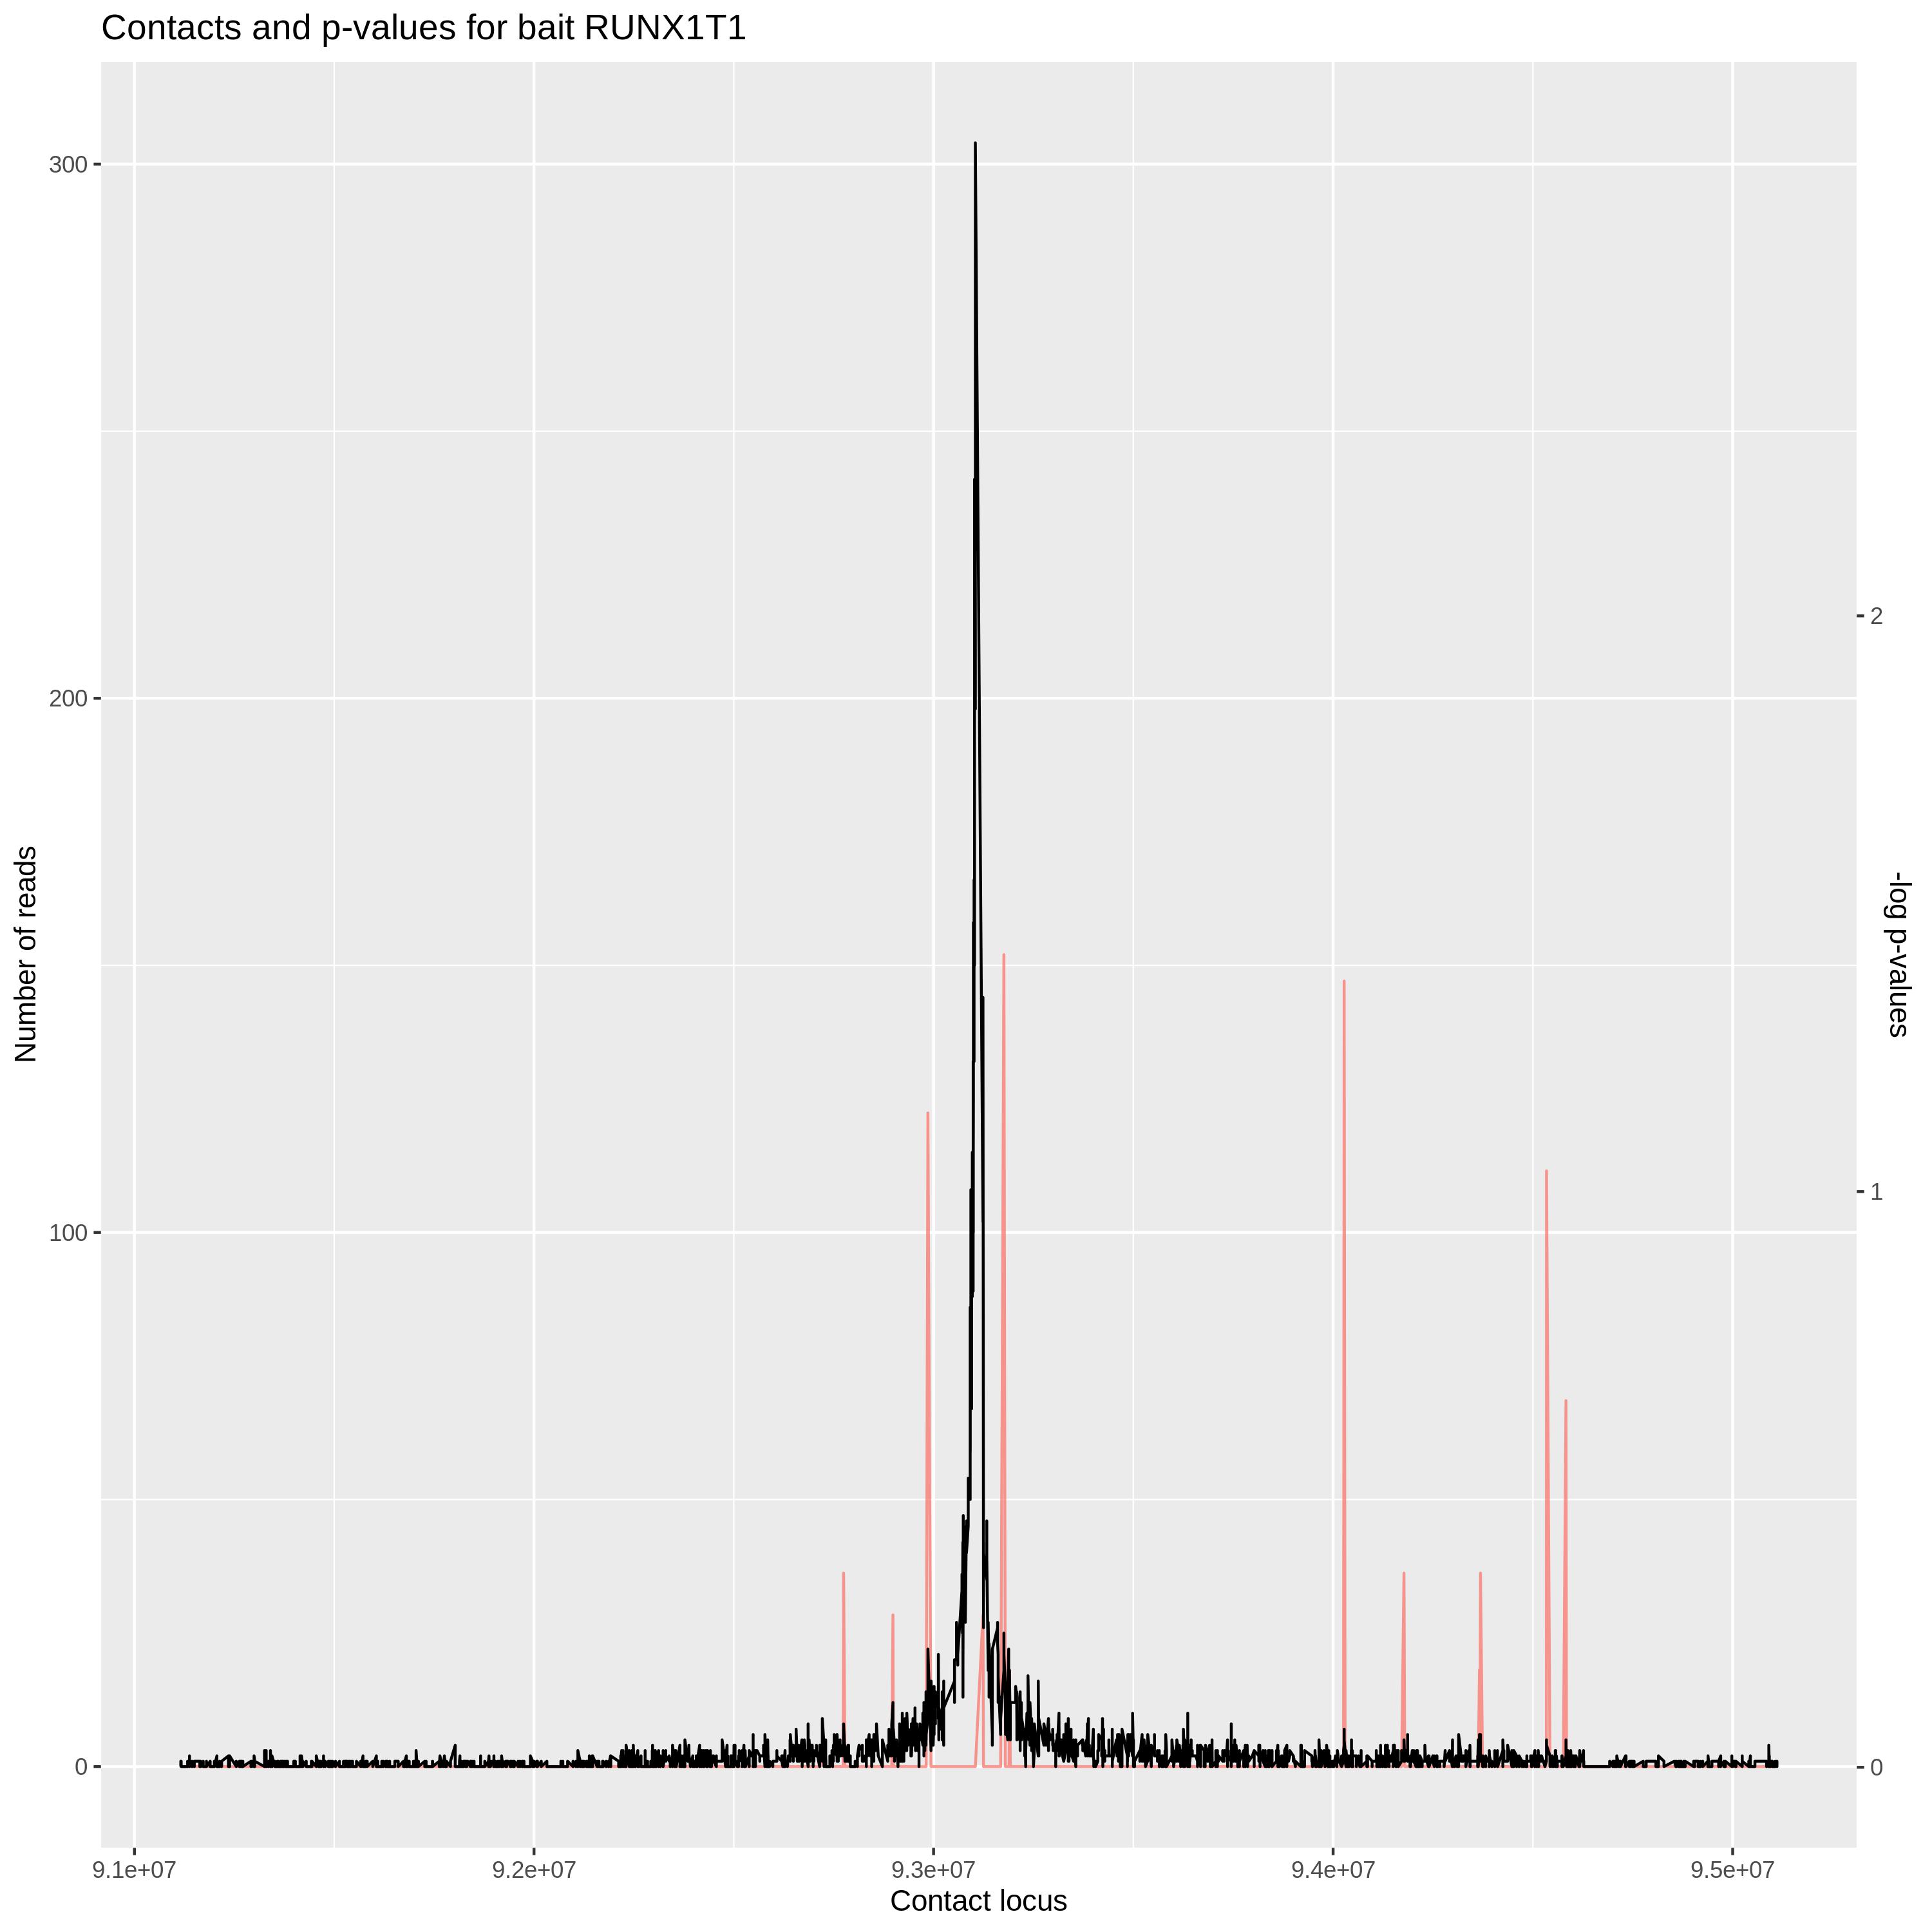 Contacts and p-values for bait RUNX1T1
300
200
100
0
Number of reads
2
1
0
-log p-values
9.1e+07 9.2e+07 9.3e+07 9.4e+07 9.5e+07
Contact locus